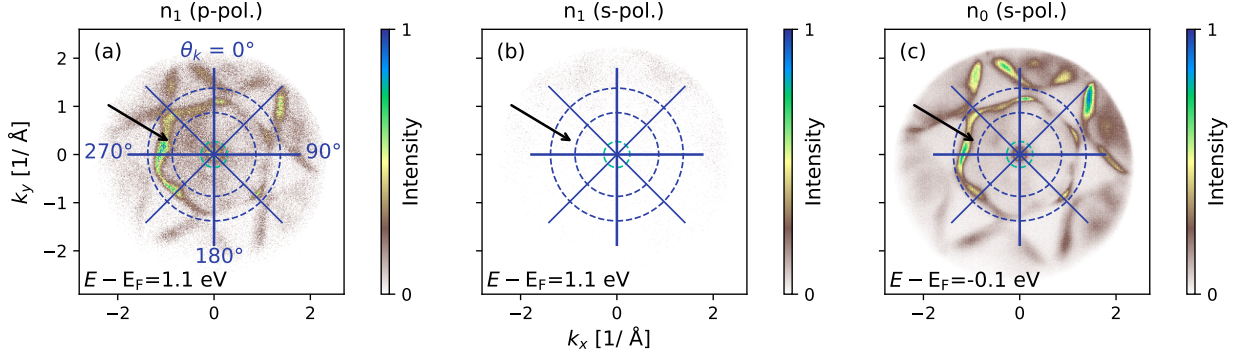 n₁ (p-pol.)
n₁ (s-pol.)
n₀ (s-pol.)
(a)
θₖ = 0°
90°
180°
270°
E − E_F=1.1 eV
2
1
0
−1
−2
k_y [1/ Å]
−2
0
2
1
0
Intensity
(b)
E − E_F=1.1 eV
−2
0
2
k_x [1/ Å]
1
0
Intensity
(c)
E − E_F=-0.1 eV
−2
0
2
1
0
Intensity